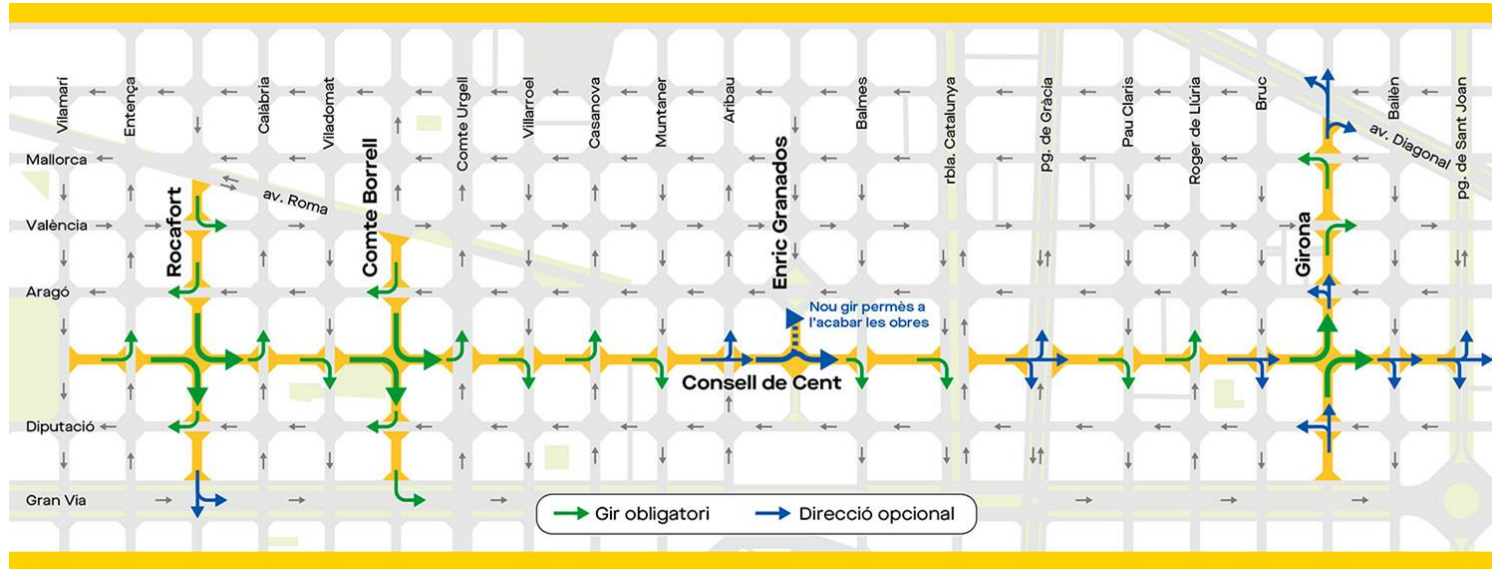 Vilamarí
Entença
Calàbria
Viladomat
Comte Urgell
Villarroel
Casanova
Muntaner
Aribau
Balmes
rbla. Catalunya
pg. de Gràcia
Pau Claris
Roger de Llúria
Bruc
Bailèn
pg. de Sant Joan
av. Diagonal
Mallorca
av. Roma
València
Rocafort
Comte Borrell
Enric Granados
Girona
Aragó
Nou gir permès a
l'acabar les obres
Consell de Cent
Diputació
Gran Via
Gir obligatori
Direcció opcional